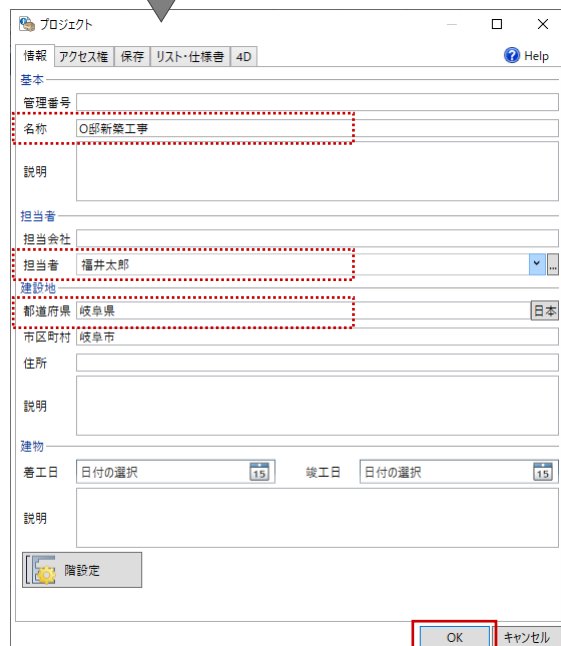 プロジェクト
情報 アクセス権 保存 リスト・仕様書 4D Help
基本
管理番号
名称 O邸新築工事
説明
担当者
担当会社
担当者 福井太郎 ...
建設地
都道府県 岐阜県 日本
市区町村 岐阜市
住所
説明
建物
着工日 日付の選択 15 竣工日 日付の選択 15
説明
階設定
OK キャンセル